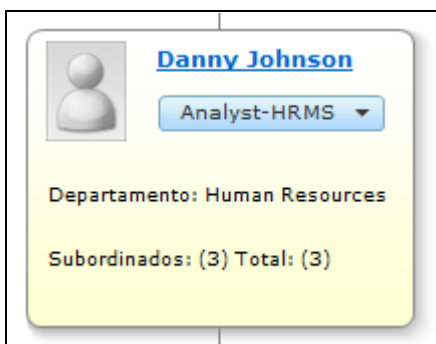 Danny Johnson
Analyst-HRMS
Departamento: Human Resources
Subordinados: (3) Total: (3)